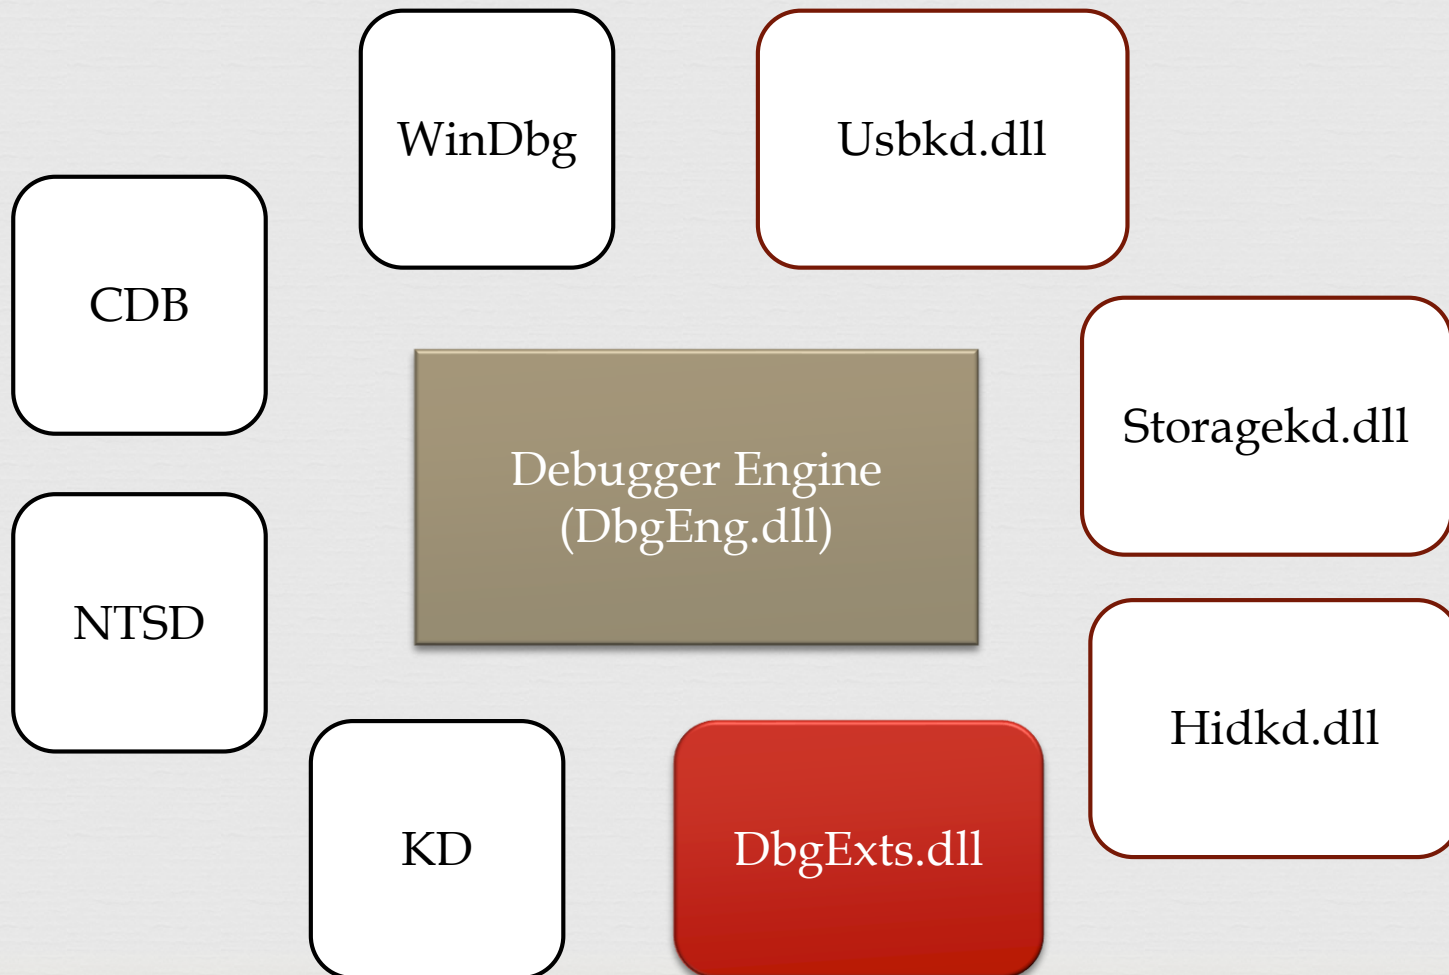 WinDbg
Usbkd.dll
CDB
Storagekd.dll
Debugger Engine
(DbgEng.dll)
NTSD
Hidkd.dll
KD
DbgExts.dll